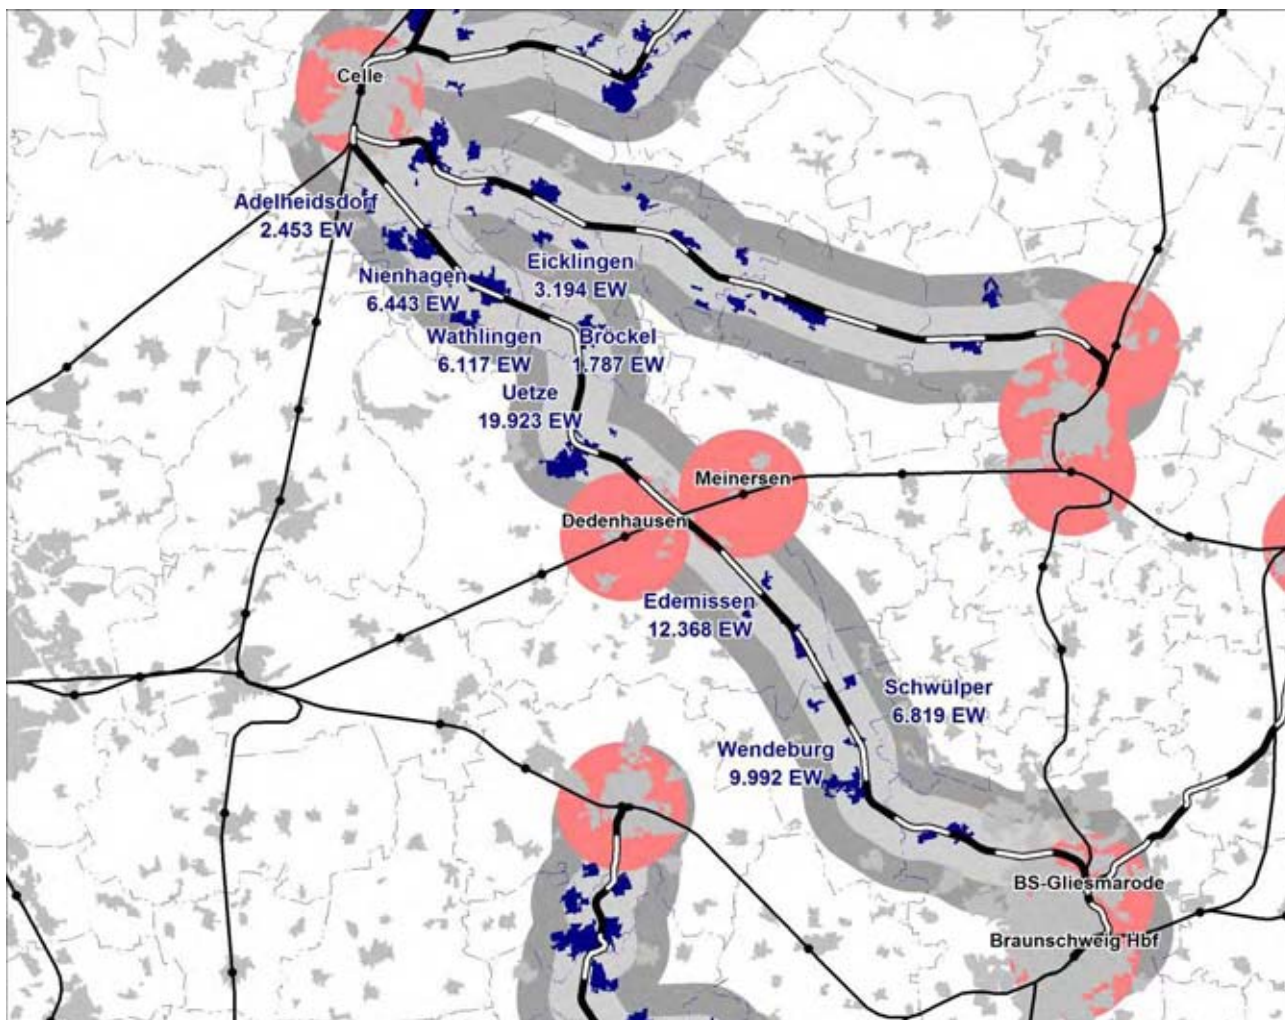 Celle
Adelheidsdorf
2.453 EW
Nienhagen
6.443 EW
Eicklingen
3.194 EW
Wathlingen
6.117 EW
Bröckel
1.787 EW
Uetze
19.923 EW
Meinersen
Dedenhausen
Edemissen
12.368 EW
Schwülper
6.819 EW
Wendeburg
9.992 EW
BS-Gliesmarode
Braunschweig Hbf